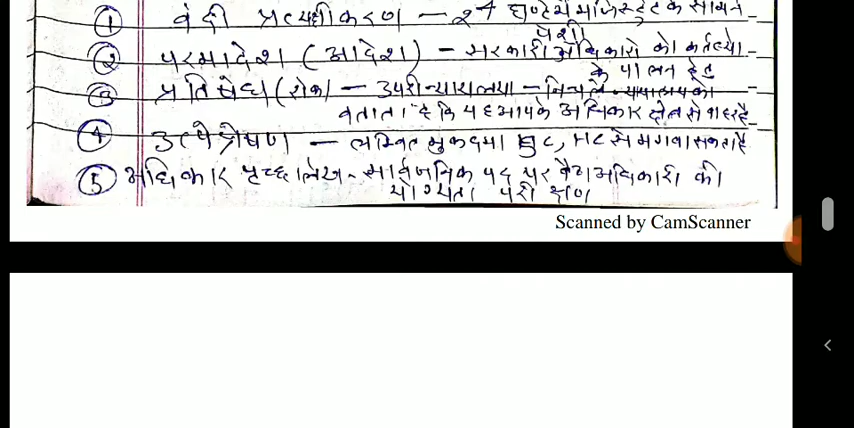 ① बंदी प्रत्यक्षीकरण – 24 घण्टे में मजिस्ट्रेट के सामने
पेशी
② परमादेश (आदेश) – सरकारी अधिकारी को कर्तव्यो
के पालन हेतु
③ प्रतिसेध (रोक) – उपरी न्यायालया – निचले न्यायालय को
बताता है कि यह आपके अधिकार क्षेत्र से बाहर है
④ उत्प्रेषण – लम्बित मुकदमा SC, HC से मंगवा सकता है
⑤ अधिकार पृच्छा लेख – सार्वजनिक पद पर बैठा अधिकारी की
योग्यता परीक्षण
Scanned by CamScanner